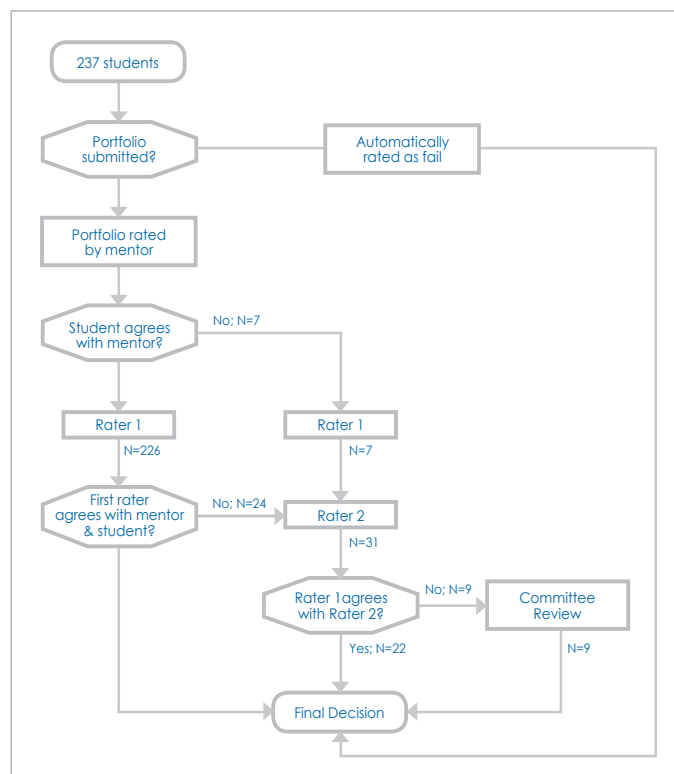 237 students
Portfolio
submitted?
Automatically
rated as fail
Portfolio rated
by mentor
Student agrees
with mentor?
No; N=7
Rater 1
Rater 1
N=226
N=7
First rater
agrees with mentor
& student?
No; N=24
Rater 2
N=31
Rater 1agrees
with Rater 2?
No; N=9
Committee
Review
Yes; N=22
N=9
Final Decision